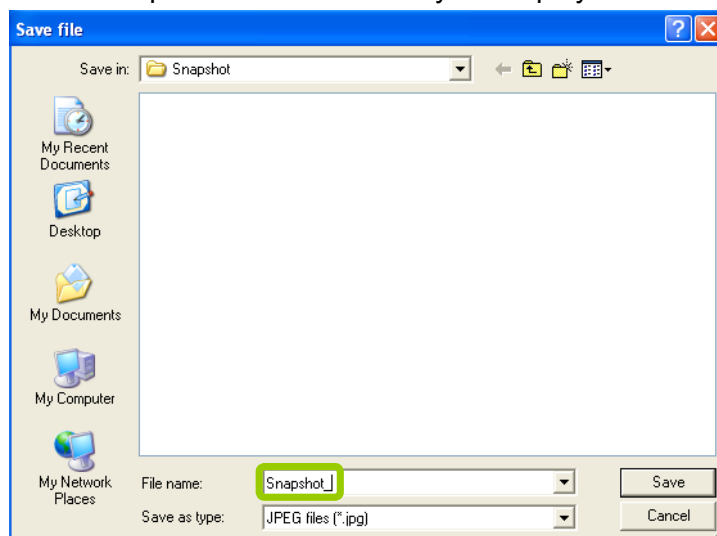 Save file
Save in: Snapshot
My Recent
Documents
Desktop
My Documents
My Computer
My Network
Places
File name: Snapshot_
Save
Save as type: JPEG files (*.jpg)
Cancel